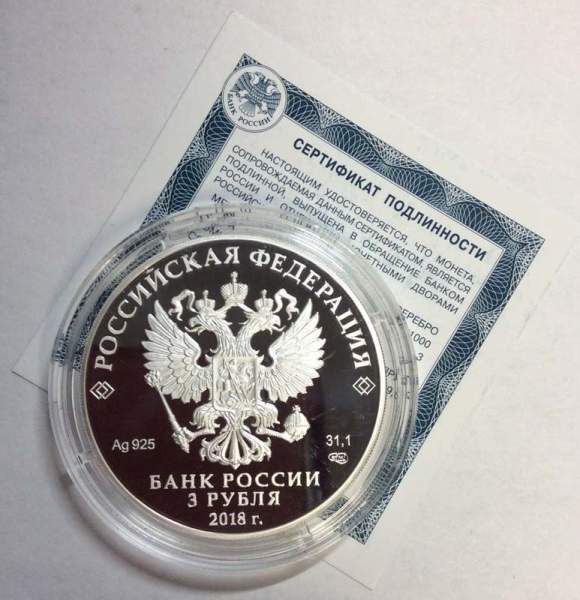 БАНК РОССИИ
СЕРТИФИКАТ ПОДЛИННОСТИ
НАСТОЯЩИМ УДОСТОВЕРЯЕТСЯ, ЧТО МОНЕТА,
СОПРОВОЖДАЕМАЯ ДАННЫМ СЕРТИФИКАТОМ, ЯВЛЯЕТСЯ
ПОДЛИННОЙ, ВЫПУЩЕНА В ОБРАЩЕНИЕ БАНКОМ
РОССИИ И
МОНЕТНЫМИ ДВОРАМИ
СЕРЕБРО
1000
РОССИЙСКАЯ ФЕДЕРАЦИЯ
Ag 925
31,1
БАНК РОССИИ
3 РУБЛЯ
2018 г.